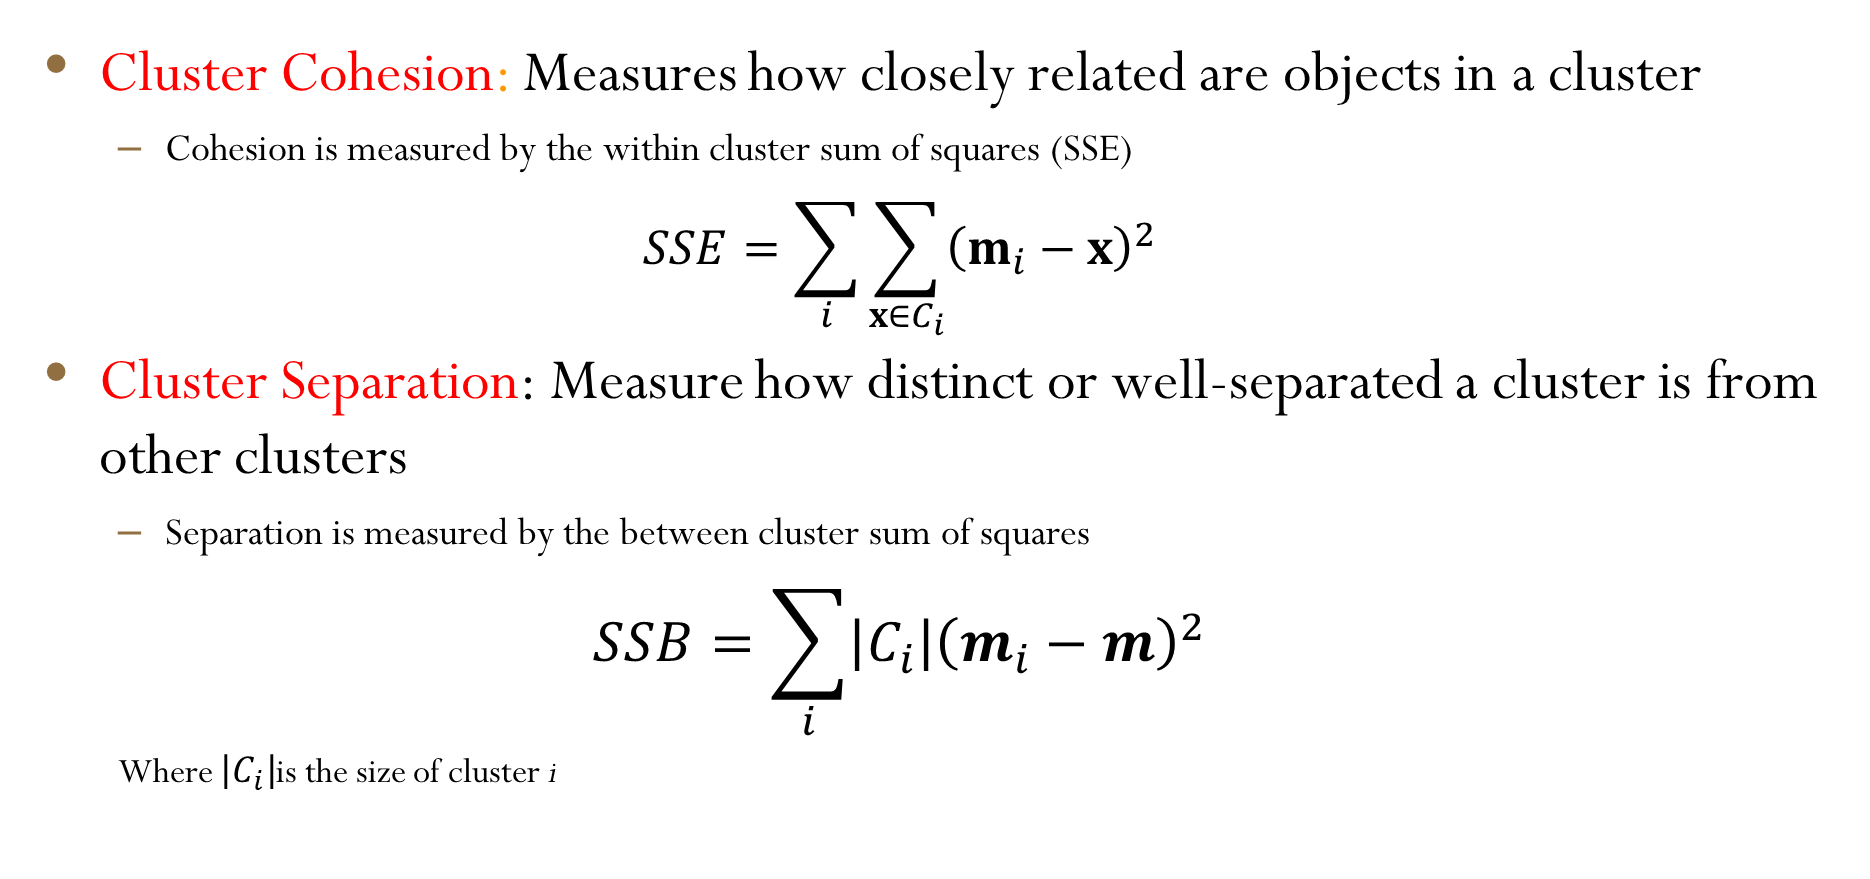 • Cluster Cohesion: Measures how closely related are objects in a cluster
– Cohesion is measured by the within cluster sum of squares (SSE)
𝑆𝑆𝐸 = ∑_𝑖 ∑_{𝐱∈𝐶_𝑖} (𝐦_𝑖 − 𝐱)²
• Cluster Separation: Measure how distinct or well-separated a cluster is from
other clusters
– Separation is measured by the between cluster sum of squares
𝑆𝑆𝐵 = ∑_𝑖 |𝐶_𝑖|(𝒎_𝑖 − 𝒎)²
Where |𝐶_𝑖| is the size of cluster i